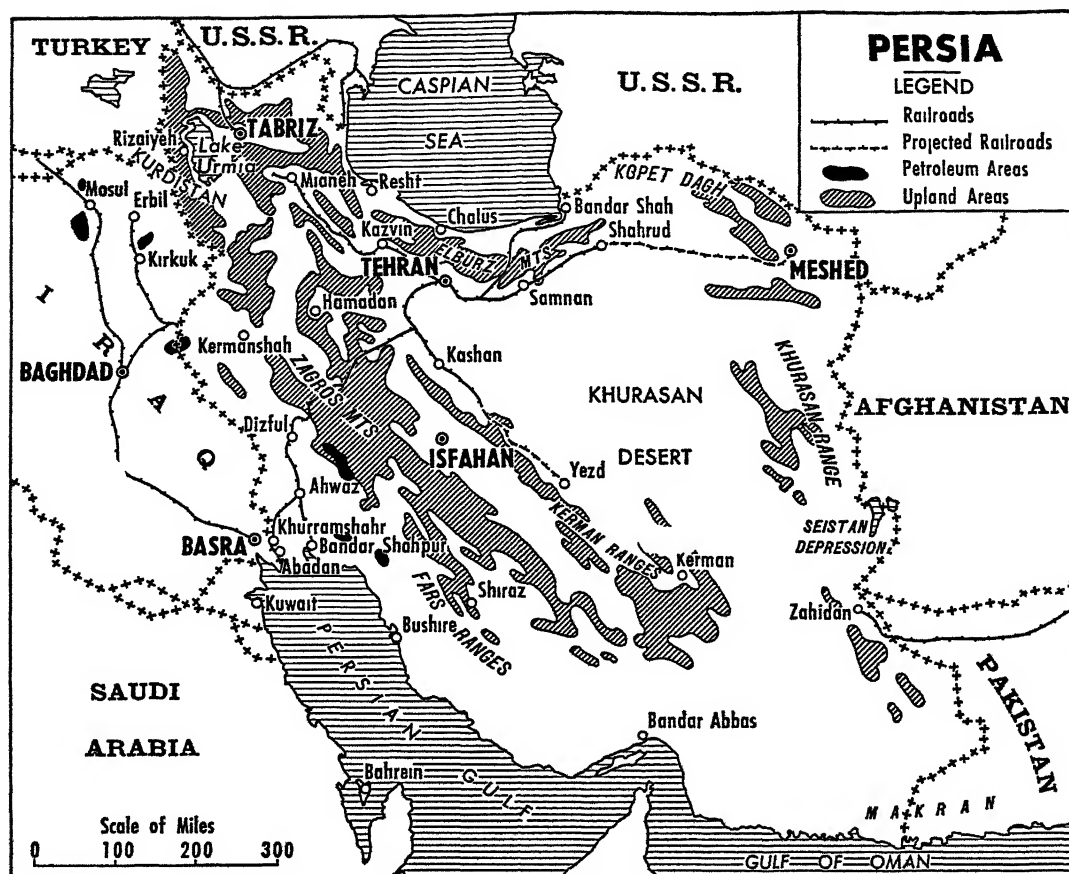 PERSIA
LEGEND
Railroads
Projected Railroads
Petroleum Areas
Upland Areas
TURKEY
U.S.S.R.
CASPIAN
SEA
U.S.S.R.
Rizaiyeh
TABRIZ
Lake
Urmia
KURDISTAN
Mianeh
Resht
KOPET DAGH
Mosul
Erbil
Chalus
Bandar Shah
Shahrud
Kazvin
ELBURZ MTS
Kirkuk
TEHRAN
MESHED
Samnan
Hamadan
IRAQ
Kermanshah
Kashan
BAGHDAD
ZAGROS MTS
KHURASAN
DESERT
KHURASAN RANGE
AFGHANISTAN
Dizful
ISFAHAN
Yezd
Ahwaz
KERMAN RANGES
SEISTAN
DEPRESSION
Khurramshahr
BASRA
Bandar Shahpur
Abadan
Kerman
Kuwait
FARS RANGES
Shiraz
Zahidan
Bushire
PERSIAN GULF
SAUDI
ARABIA
PAKISTAN
Bandar Abbas
Bahrein
MAKRAN
Scale of Miles
0 100 200 300
GULF OF OMAN